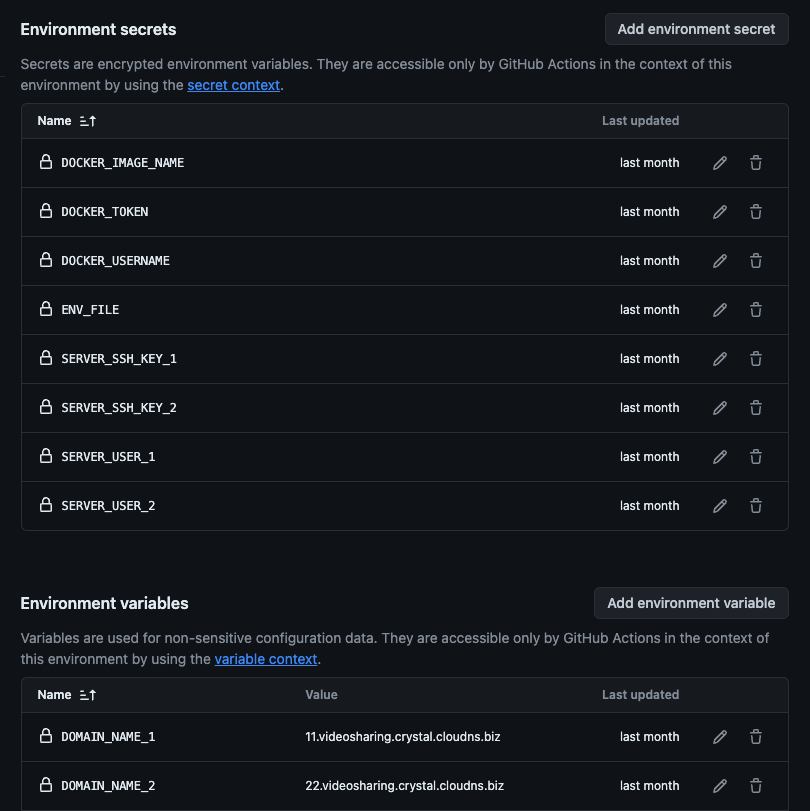 Environment secrets
Add environment secret
Secrets are encrypted environment variables. They are accessible only by GitHub Actions in the context of this
environment by using the secret context.
Name Last updated
DOCKER_IMAGE_NAME last month
DOCKER_TOKEN last month
DOCKER_USERNAME last month
ENV_FILE last month
SERVER_SSH_KEY_1 last month
SERVER_SSH_KEY_2 last month
SERVER_USER_1 last month
SERVER_USER_2 last month
Environment variables
Add environment variable
Variables are used for non-sensitive configuration data. They are accessible only by GitHub Actions in the context of
this environment by using the variable context.
Name Value Last updated
DOMAIN_NAME_1 11.videosharing.crystal.cloudns.biz last month
DOMAIN_NAME_2 22.videosharing.crystal.cloudns.biz last month